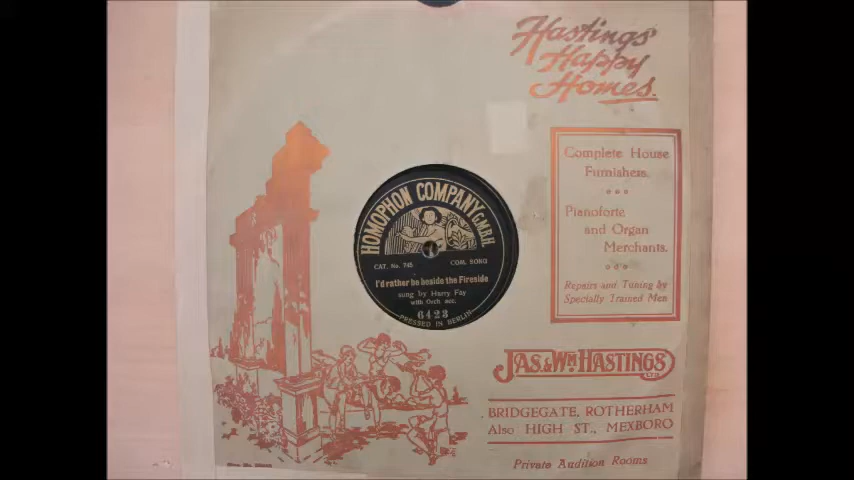 Hastings'
Happy
Homes.
Complete House
Furnishers.
Pianoforte
and Organ
Merchants.
Repairs and Tuning by
Specially Trained Men
HOMOPHON COMPANY G.M.B.H.
CAT. No. 745
COM. SONG
I'd rather be beside the Fireside
sung by Harry Fay
with Orch. acc.
6423
PRESSED IN BERLIN
JAS. & WM. HASTINGS LTD
BRIDGEGATE, ROTHERHAM
Also HIGH ST., MEXBORO
Private Audition Rooms